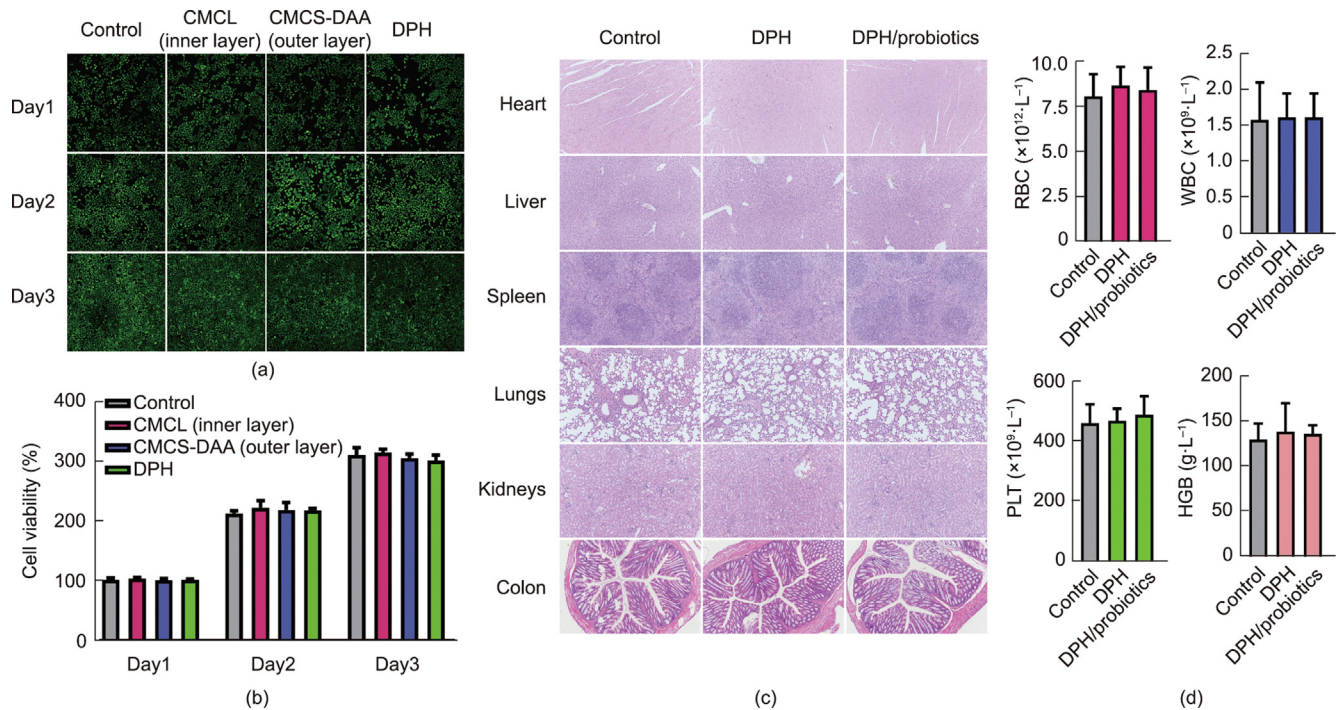 Control
CMCL
(inner layer)
CMCS-DAA
(outer layer)
DPH
Day1
Day2
Day3
(a)
400
300
200
100
0
Cell viability (%)
Control
CMCL (inner layer)
CMCS-DAA (outer layer)
DPH
Day1
Day2
Day3
(b)
Control
DPH
DPH/probiotics
Heart
Liver
Spleen
Lungs
Kidneys
Colon
(c)
RBC (×10¹²·L⁻¹)
10.0
7.5
5.0
2.5
0
Control
DPH
DPH/probiotics
WBC (×10⁹·L⁻¹)
2.5
2.0
1.5
1.0
0.5
0
Control
DPH
DPH/probiotics
PLT (×10⁹·L⁻¹)
600
400
200
0
Control
DPH
DPH/probiotics
HGB (g·L⁻¹)
200
150
100
50
0
Control
DPH
DPH/probiotics
(d)